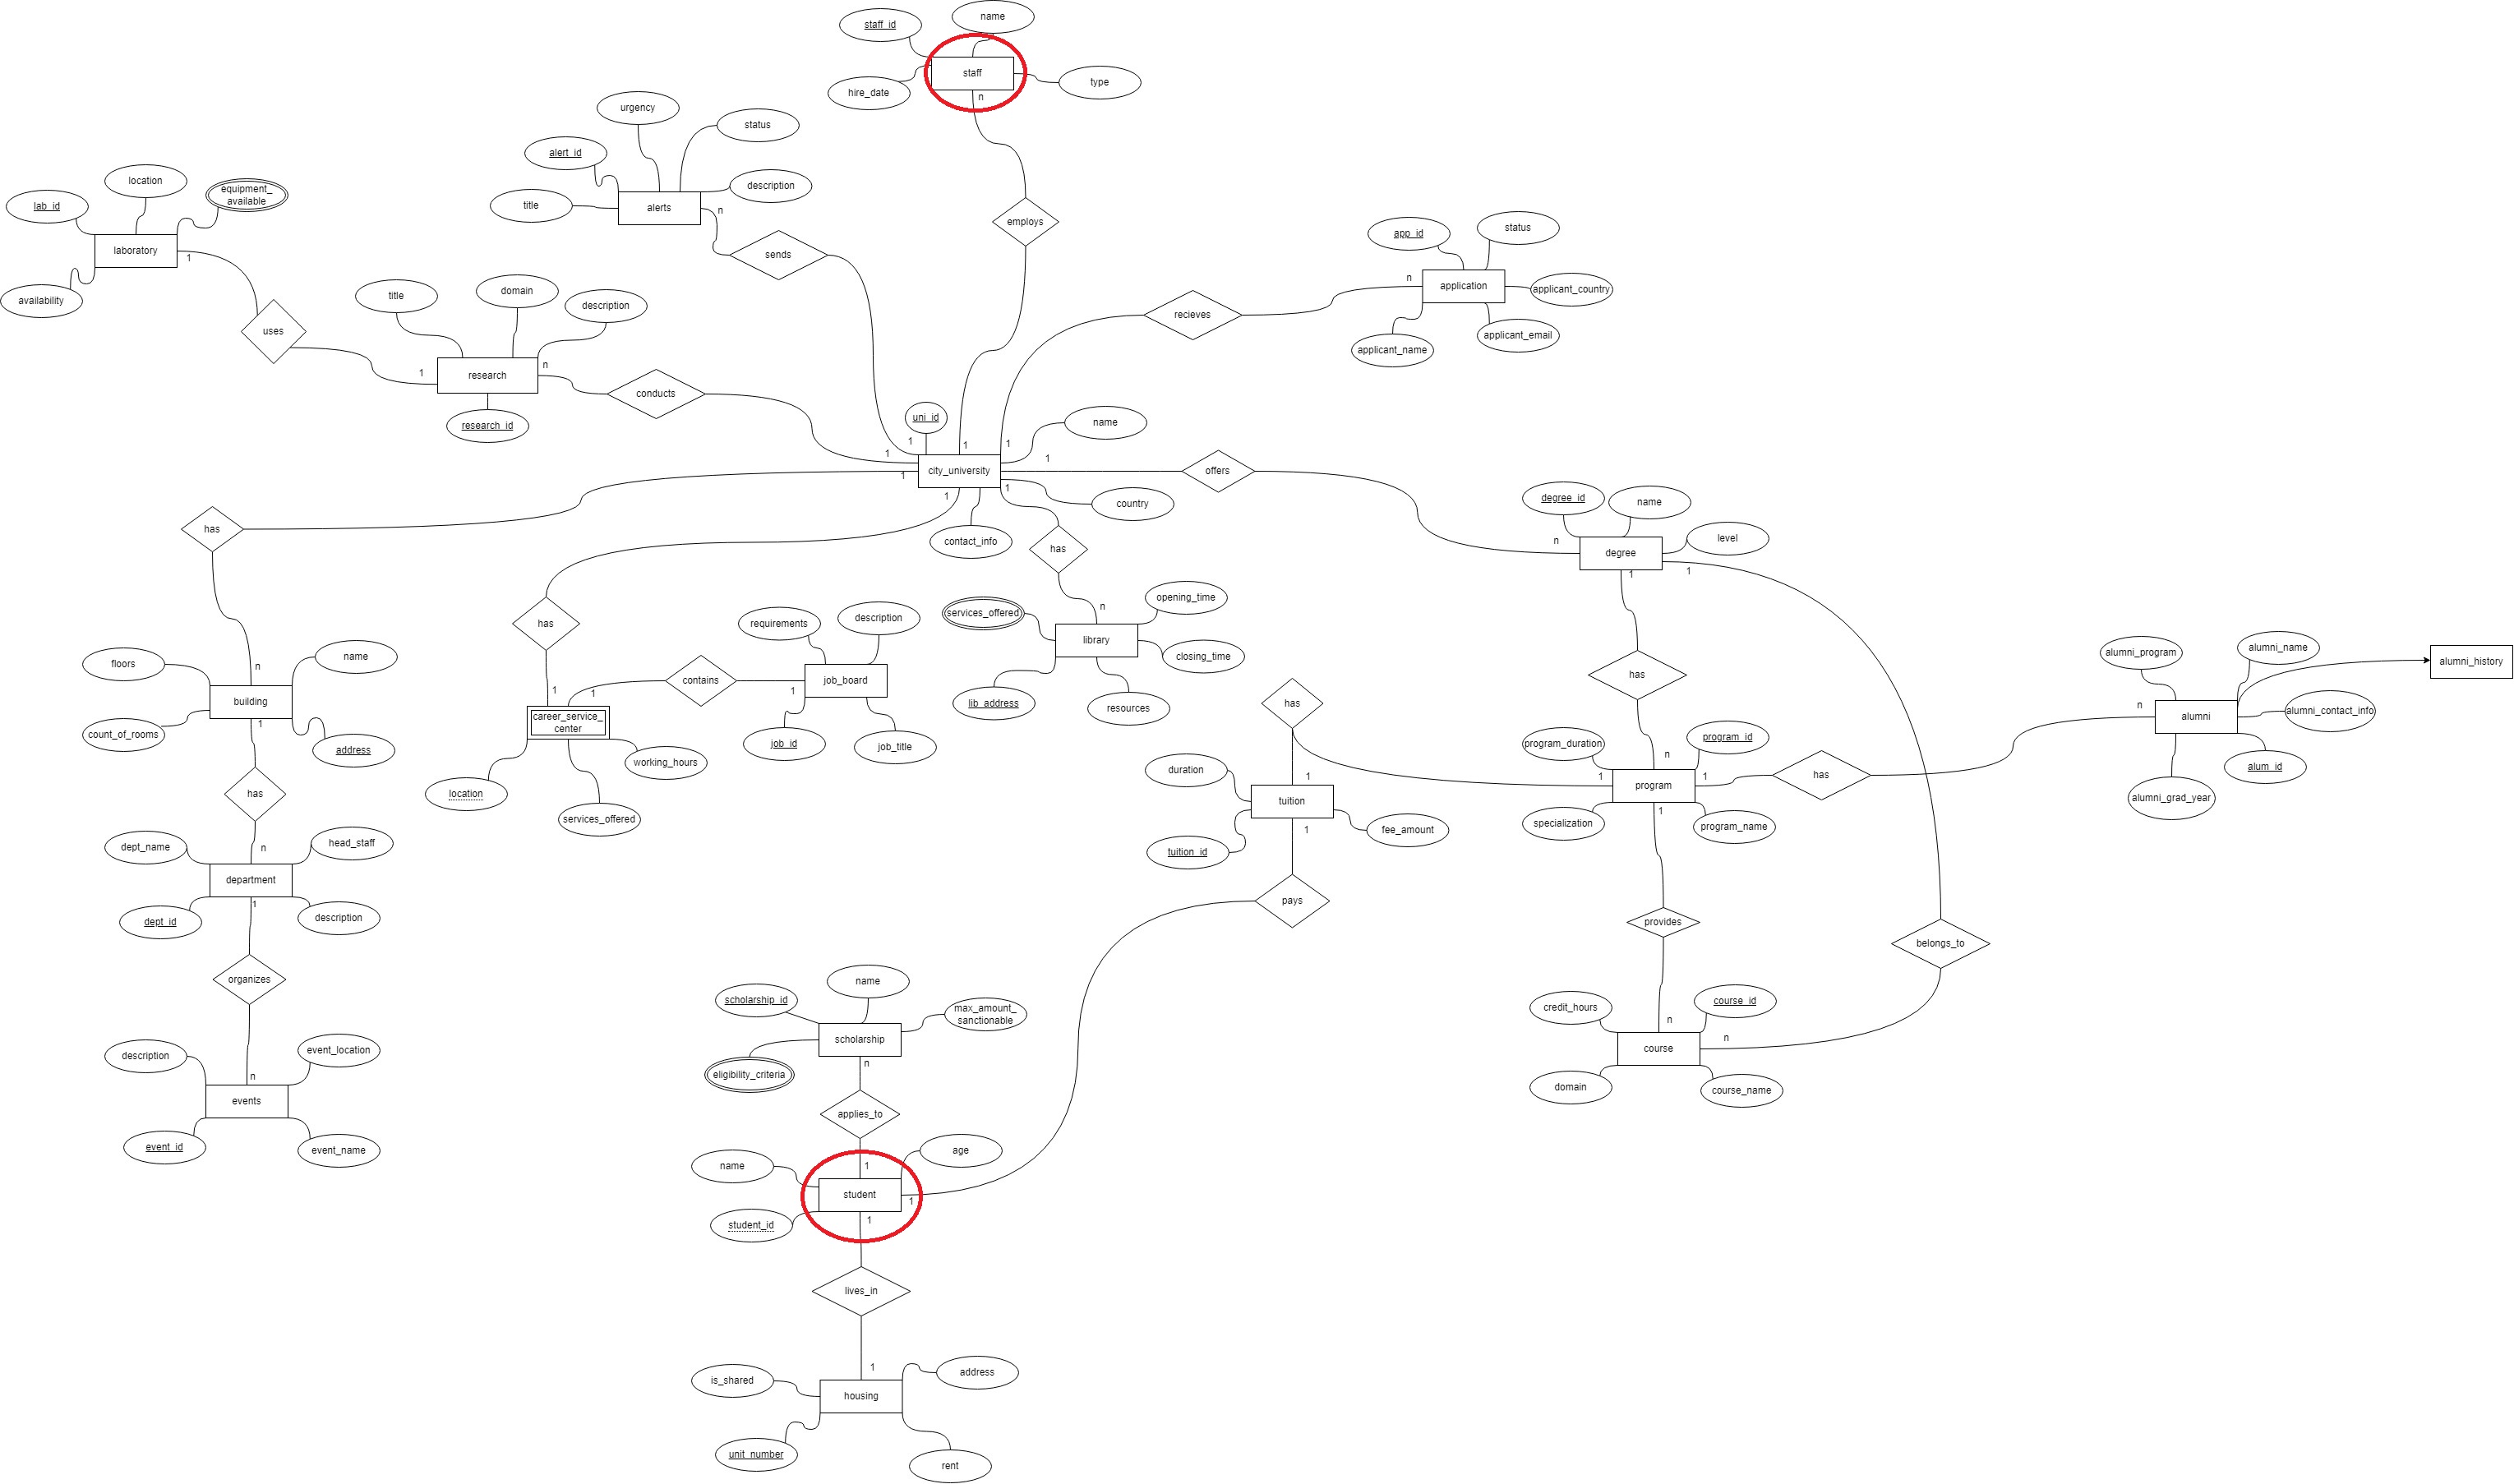 name
staff_id
staff
type
hire_date
n
urgency
status
alert_id
description
title
alerts
n
sends
employs
location
equipment_
available
lab_id
laboratory
1
availability
uses
title
domain
description
research
1
n
research_id
conducts
app_id
status
application
n
applicant_country
applicant_email
applicant_name
recieves
uni_id
name
1
1
1
1
1
city_university
1
1
1
country
contact_info
offers
has
n
has
has
degree_id
name
level
degree
n
1
1
floors
name
n
building
count_of_rooms
address
1
has
dept_name
head_staff
n
department
dept_id
description
1
organizes
description
event_location
n
events
event_id
event_name
1
career_service_
center
1
location
working_hours
services_offered
contains
requirements
description
job_board
1
job_id
job_title
services_offered
opening_time
n
library
closing_time
lib_address
resources
has
duration
1
tuition
fee_amount
tuition_id
1
pays
has
program_duration
program_id
n
1
program
1
specialization
program_name
1
has
alumni_program
alumni_name
alumni_history
n
alumni
alumni_contact_info
alum_id
alumni_grad_year
provides
belongs_to
credit_hours
course_id
n
course
n
domain
course_name
scholarship_id
name
max_amount_
sanctionable
scholarship
eligibility_criteria
n
applies_to
name
age
1
student
1
student_id
1
lives_in
is_shared
address
1
housing
unit_number
rent